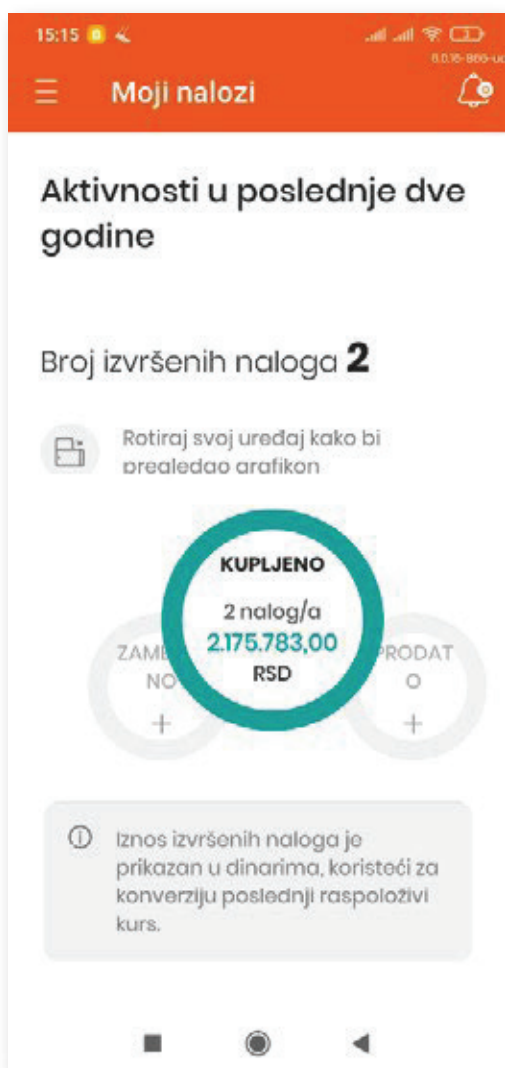 15:15
Moji nalozi
Aktivnosti u poslednje dve
godine
Broj izvršenih naloga 2
Rotiraj svoj uređaj kako bi
pregledao grafikon
KUPLJENO
2 nalog/a
2.175.783,00
RSD
ZAME
NO
+
PRODAT
O
+
Iznos izvršenih naloga je
prikazan u dinarima, koristeći za
konverziju poslednji raspoloživi
kurs.